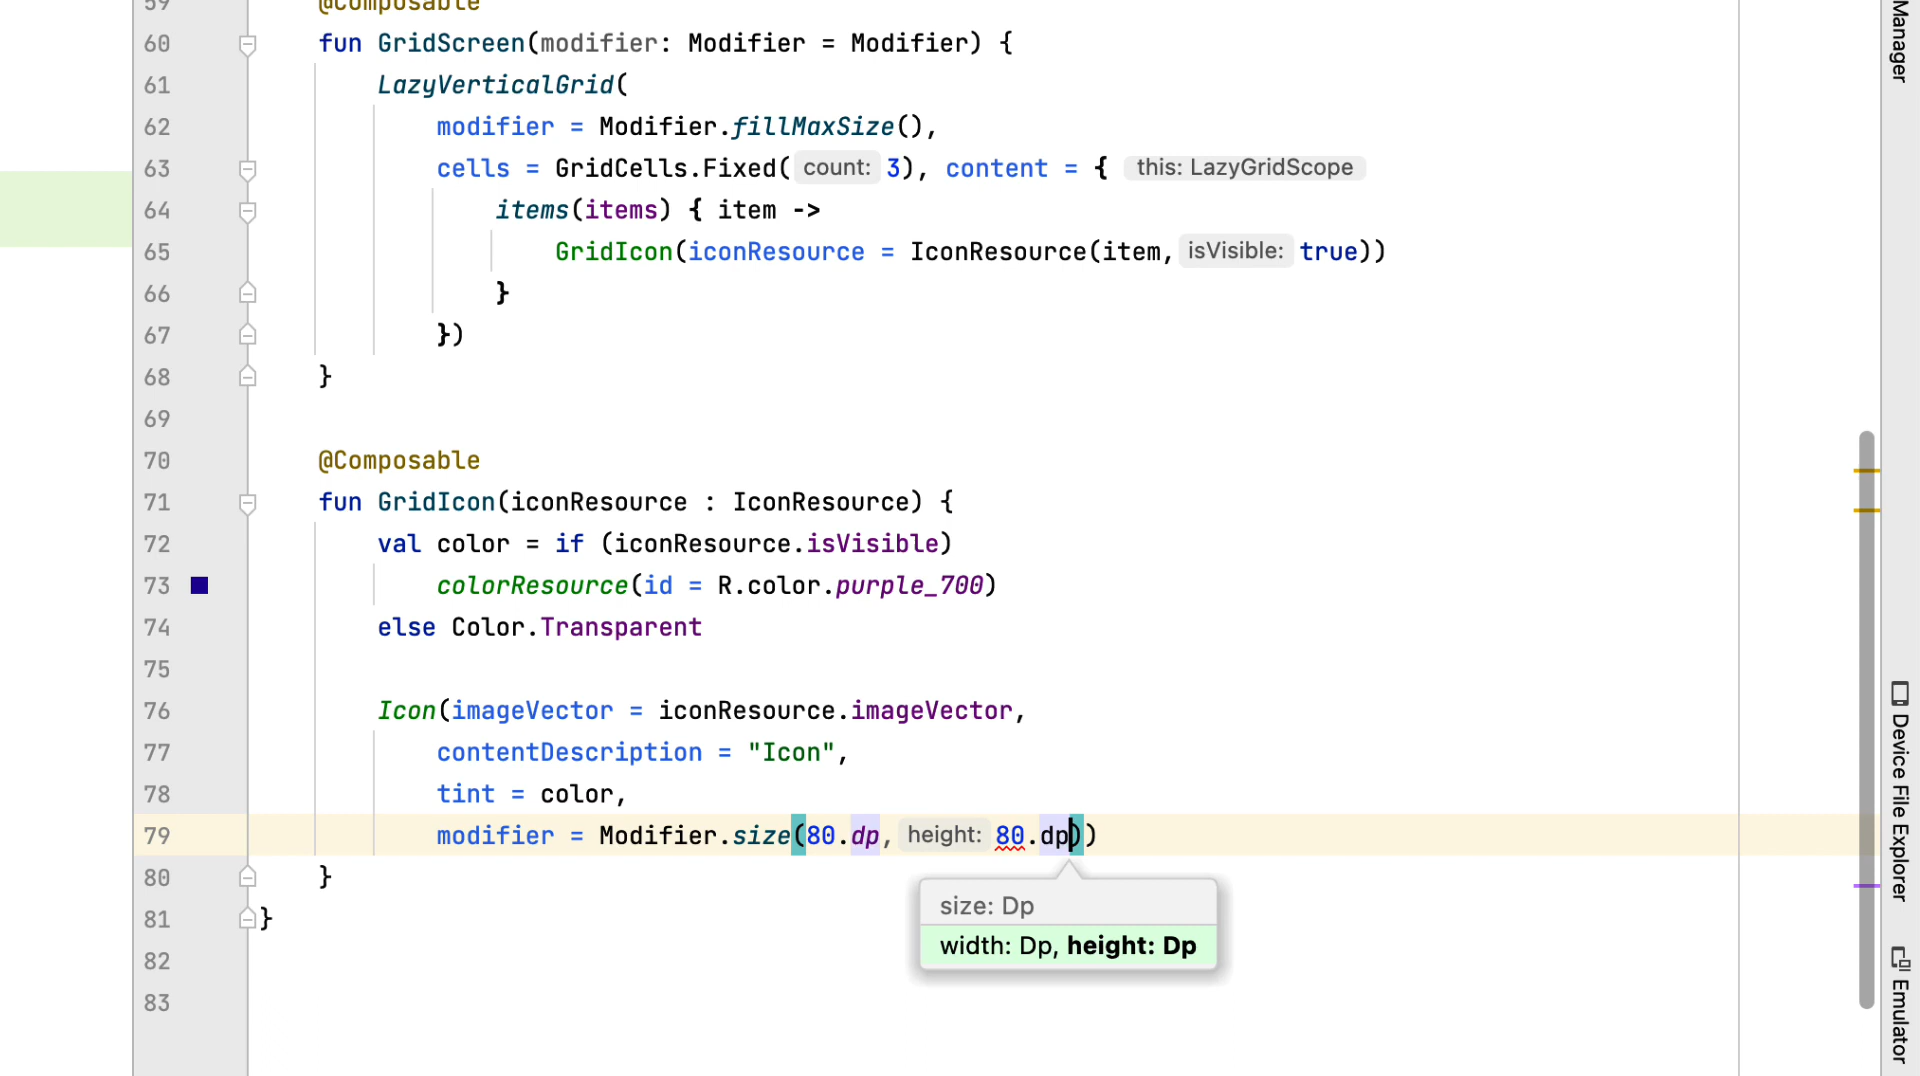 59 @Composable
60 fun GridScreen(modifier: Modifier = Modifier) {
61 LazyVerticalGrid(
62 modifier = Modifier.fillMaxSize(),
63 cells = GridCells.Fixed( count: 3), content = { this: LazyGridScope
64 items(items) { item ->
65 GridIcon(iconResource = IconResource(item, isVisible: true))
66 }
67 })
68 }
69
70 @Composable
71 fun GridIcon(iconResource : IconResource) {
72 val color = if (iconResource.isVisible)
73 colorResource(id = R.color.purple_700)
74 else Color.Transparent
75
76 Icon(imageVector = iconResource.imageVector,
77 contentDescription = "Icon",
78 tint = color,
79 modifier = Modifier.size(80.dp, height: 80.dp))
80 }
81 }
82
83
size: Dp
width: Dp, height: Dp
Manager
Device File Explorer
Emulator